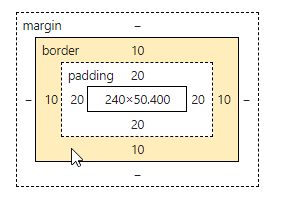 margin –
border 10
padding 20
– 10 20 240×50.400 20 10 –
20
10
–